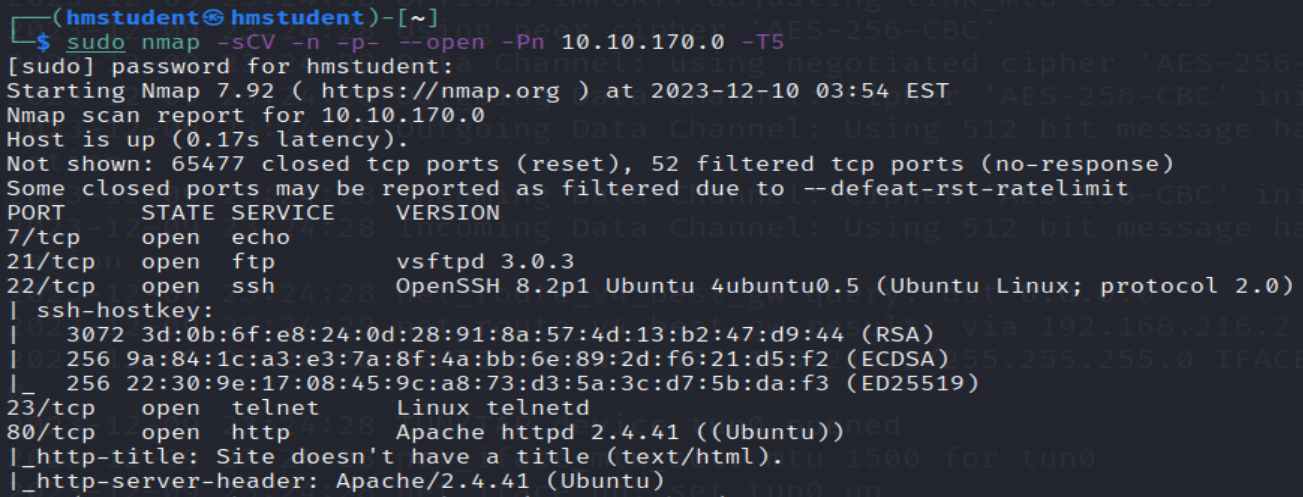 ┌──(hmstudent㉿hmstudent)-[~]
└─$ sudo nmap -sCV -n -p- --open -Pn 10.10.170.0 -T5
[sudo] password for hmstudent:
Starting Nmap 7.92 ( https://nmap.org ) at 2023-12-10 03:54 EST
Nmap scan report for 10.10.170.0
Host is up (0.17s latency).
Not shown: 65477 closed tcp ports (reset), 52 filtered tcp ports (no-response)
Some closed ports may be reported as filtered due to --defeat-rst-ratelimit
PORT STATE SERVICE VERSION
7/tcp open echo
21/tcp open ftp vsftpd 3.0.3
22/tcp open ssh OpenSSH 8.2p1 Ubuntu 4ubuntu0.5 (Ubuntu Linux; protocol 2.0)
| ssh-hostkey:
| 3072 3d:0b:6f:e8:24:0d:28:91:8a:57:4d:13:b2:47:d9:44 (RSA)
| 256 9a:84:1c:a3:e3:7a:8f:4a:bb:6e:89:2d:f6:21:d5:f2 (ECDSA)
|_ 256 22:30:9e:17:08:45:9c:a8:73:d3:5a:3c:d7:5b:da:f3 (ED25519)
23/tcp open telnet Linux telnetd
80/tcp open http Apache httpd 2.4.41 ((Ubuntu))
|_http-title: Site doesn't have a title (text/html).
|_http-server-header: Apache/2.4.41 (Ubuntu)